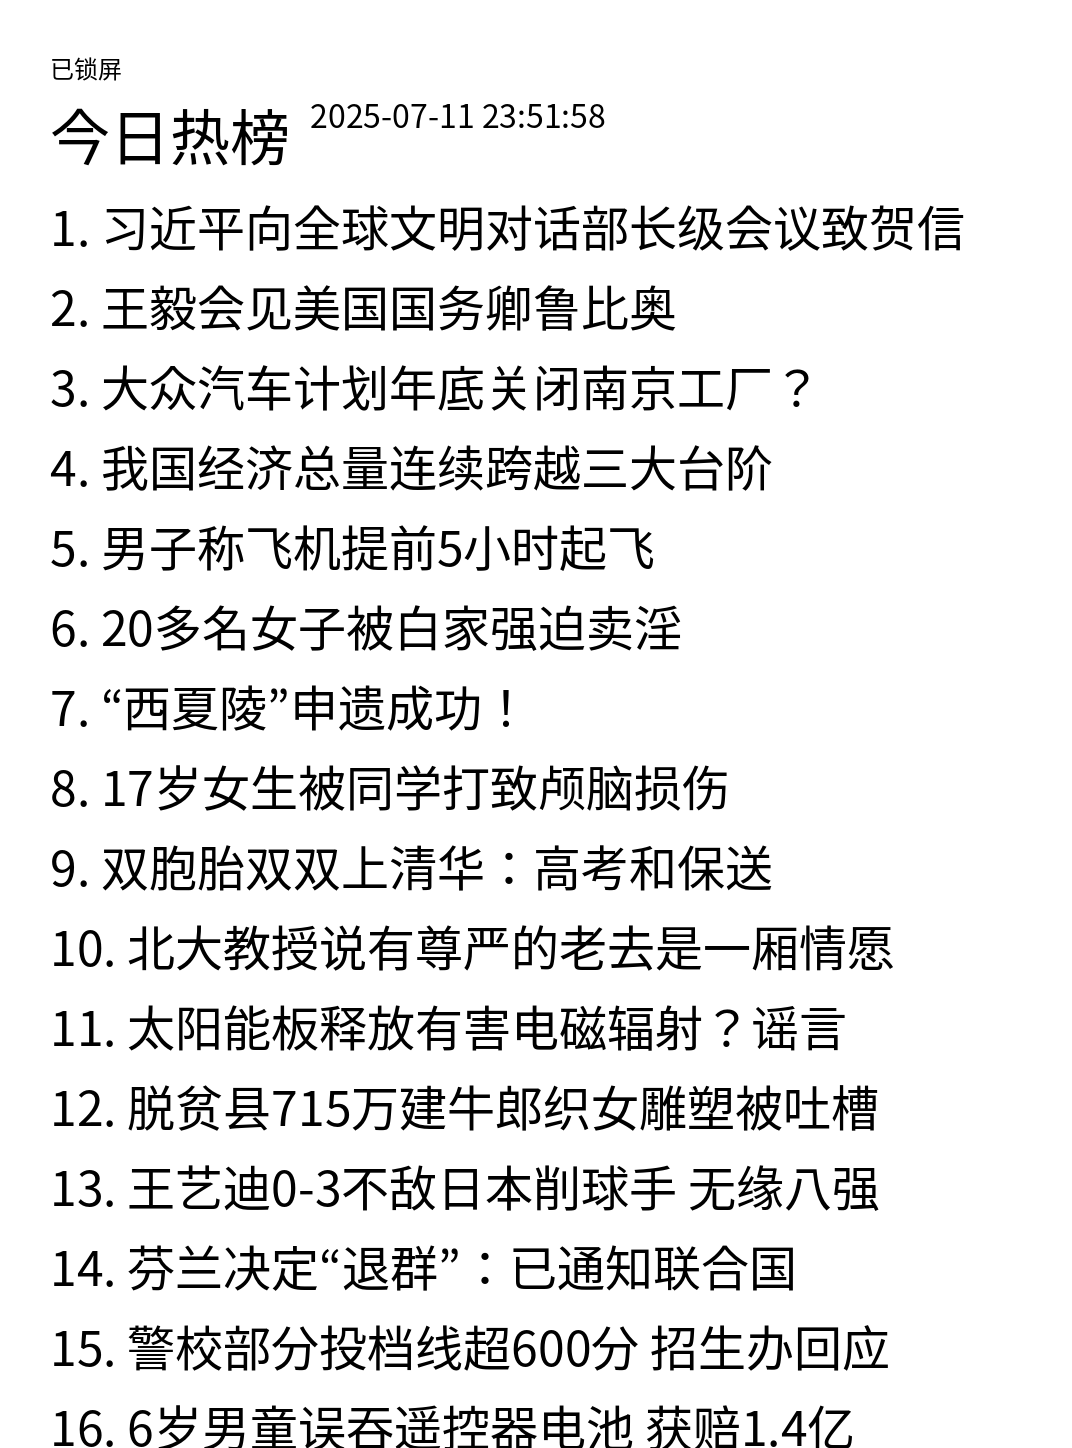 已锁屏
今日热榜 2025-07-11 23:51:58
1. 习近平向全球文明对话部长级会议致贺信
2. 王毅会见美国国务卿鲁比奥
3. 大众汽车计划年底关闭南京工厂？
4. 我国经济总量连续跨越三大台阶
5. 男子称飞机提前5小时起飞
6. 20多名女子被白家强迫卖淫
7. “西夏陵”申遗成功！
8. 17岁女生被同学打致颅脑损伤
9. 双胞胎双双上清华：高考和保送
10. 北大教授说有尊严的老去是一厢情愿
11. 太阳能板释放有害电磁辐射？谣言
12. 脱贫县715万建牛郎织女雕塑被吐槽
13. 王艺迪0-3不敌日本削球手 无缘八强
14. 芬兰决定“退群”：已通知联合国
15. 警校部分投档线超600分 招生办回应
16. 6岁男童误吞遥控器电池 获赔1.4亿